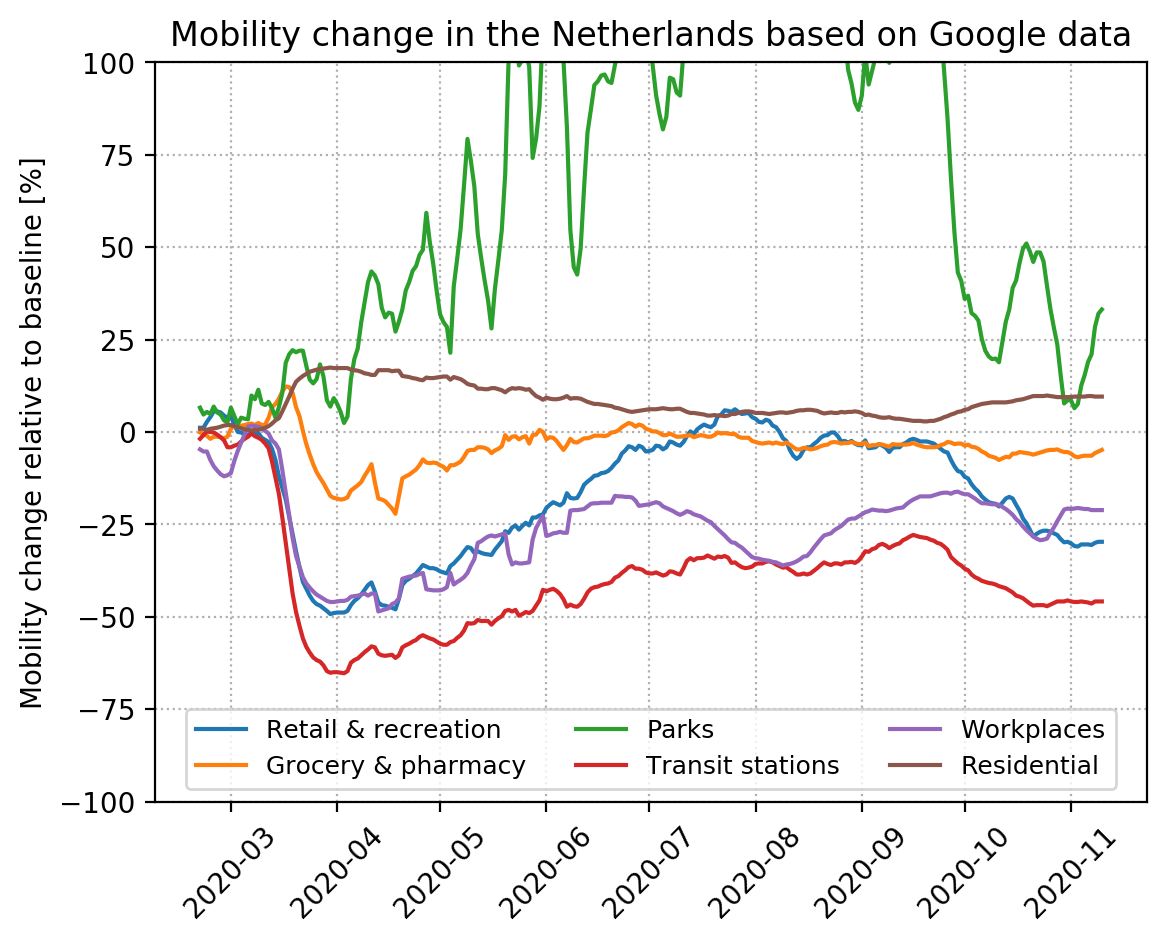 Mobility change in the Netherlands based on Google data
Mobility change relative to baseline [%]
100
75
50
25
0
−25
−50
−75
−100
Retail & recreation
Grocery & pharmacy
Parks
Transit stations
Workplaces
Residential
2020-03
2020-04
2020-05
2020-06
2020-07
2020-08
2020-09
2020-10
2020-11